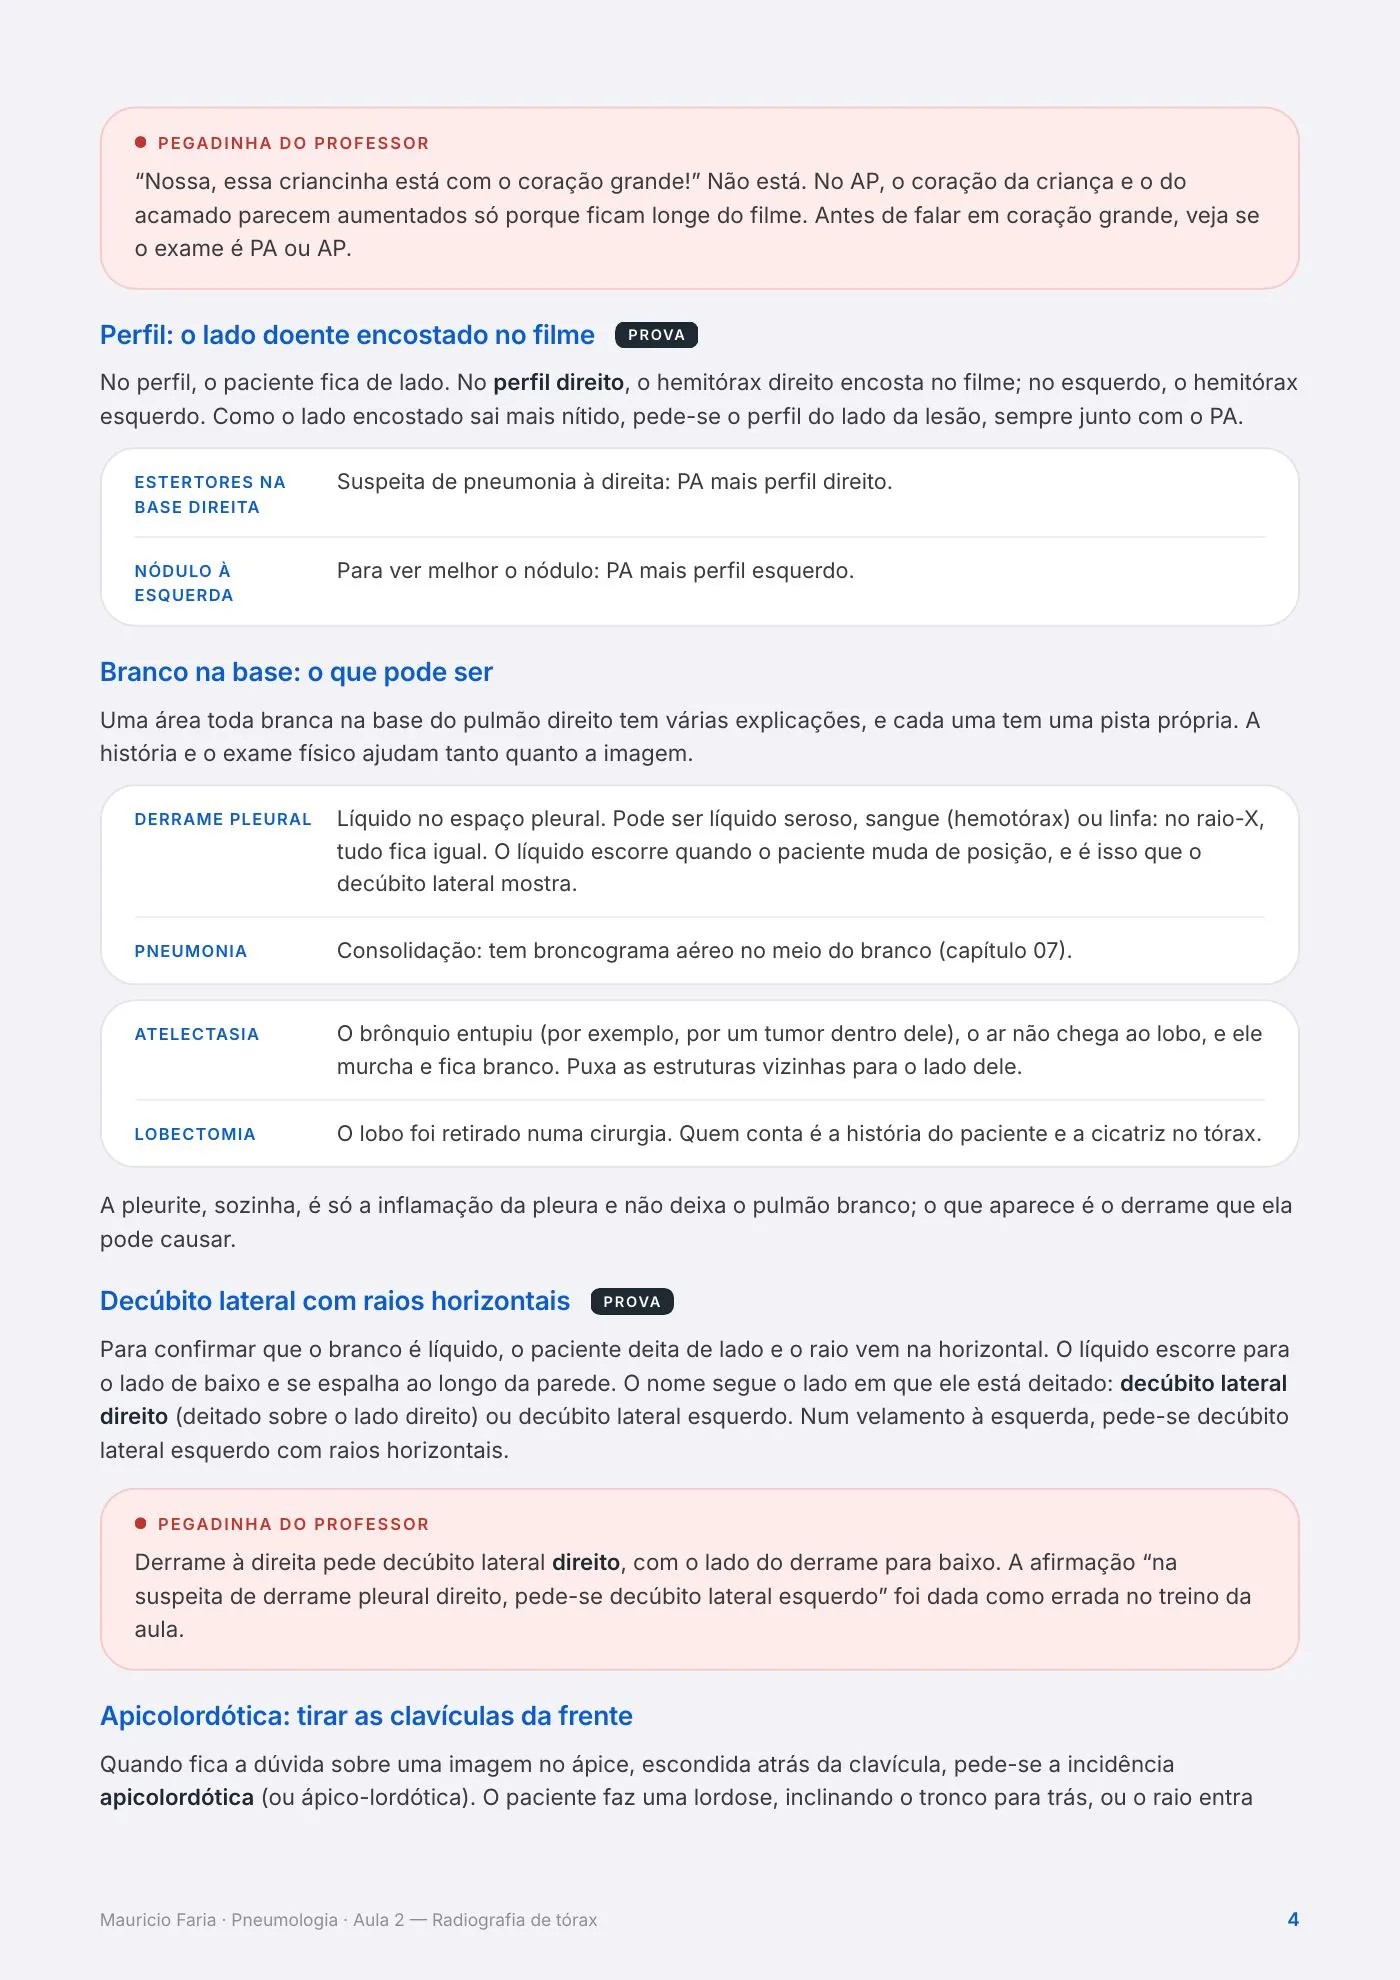 PEGADINHA DO PROFESSOR
“Nossa, essa criancinha está com o coração grande!” Não está. No AP, o coração da criança e o do
acamado parecem aumentados só porque ficam longe do filme. Antes de falar em coração grande, veja se
o exame é PA ou AP.
Perfil: o lado doente encostado no filme PROVA
No perfil, o paciente fica de lado. No perfil direito, o hemitórax direito encosta no filme; no esquerdo, o hemitórax
esquerdo. Como o lado encostado sai mais nítido, pede-se o perfil do lado da lesão, sempre junto com o PA.
ESTERTORES NA
BASE DIREITA
Suspeita de pneumonia à direita: PA mais perfil direito.
NÓDULO À
ESQUERDA
Para ver melhor o nódulo: PA mais perfil esquerdo.
Branco na base: o que pode ser
Uma área toda branca na base do pulmão direito tem várias explicações, e cada uma tem uma pista própria. A
história e o exame físico ajudam tanto quanto a imagem.
DERRAME PLEURAL
Líquido no espaço pleural. Pode ser líquido seroso, sangue (hemotórax) ou linfa: no raio-X,
tudo fica igual. O líquido escorre quando o paciente muda de posição, e é isso que o
decúbito lateral mostra.
PNEUMONIA
Consolidação: tem broncograma aéreo no meio do branco (capítulo 07).
ATELECTASIA
O brônquio entupiu (por exemplo, por um tumor dentro dele), o ar não chega ao lobo, e ele
murcha e fica branco. Puxa as estruturas vizinhas para o lado dele.
LOBECTOMIA
O lobo foi retirado numa cirurgia. Quem conta é a história do paciente e a cicatriz no tórax.
A pleurite, sozinha, é só a inflamação da pleura e não deixa o pulmão branco; o que aparece é o derrame que ela
pode causar.
Decúbito lateral com raios horizontais PROVA
Para confirmar que o branco é líquido, o paciente deita de lado e o raio vem na horizontal. O líquido escorre para
o lado de baixo e se espalha ao longo da parede. O nome segue o lado em que ele está deitado: decúbito lateral
direito (deitado sobre o lado direito) ou decúbito lateral esquerdo. Num velamento à esquerda, pede-se decúbito
lateral esquerdo com raios horizontais.
PEGADINHA DO PROFESSOR
Derrame à direita pede decúbito lateral direito, com o lado do derrame para baixo. A afirmação “na
suspeita de derrame pleural direito, pede-se decúbito lateral esquerdo” foi dada como errada no treino da
aula.
Apicolordótica: tirar as clavículas da frente
Quando fica a dúvida sobre uma imagem no ápice, escondida atrás da clavícula, pede-se a incidência
apicolordótica (ou ápico-lordótica). O paciente faz uma lordose, inclinando o tronco para trás, ou o raio entra
Mauricio Faria · Pneumologia · Aula 2 — Radiografia de tórax
4